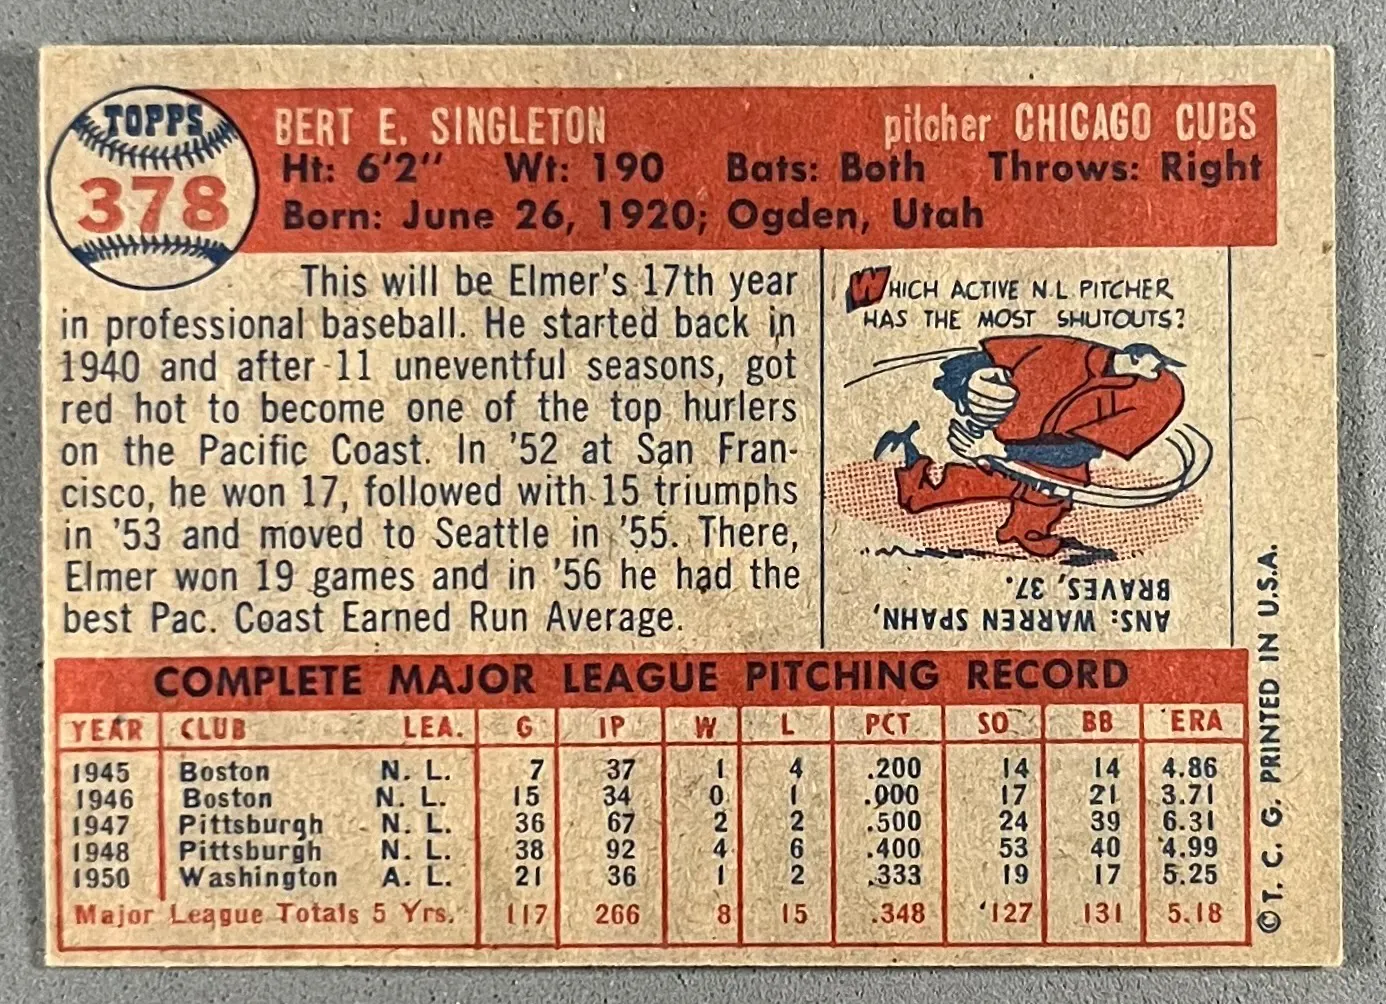 TOPPS
378
BERT E. SINGLETON pitcher CHICAGO CUBS
Ht: 6'2" Wt: 190 Bats: Both Throws: Right
Born: June 26, 1920; Ogden, Utah
This will be Elmer's 17th year
in professional baseball. He started back in
1940 and after 11 uneventful seasons, got
red hot to become one of the top hurlers
on the Pacific Coast. In '52 at San Fran-
cisco, he won 17, followed with 15 triumphs
in '53 and moved to Seattle in '55. There,
Elmer won 19 games and in '56 he had the
best Pac. Coast Earned Run Average.
WHICH ACTIVE N.L PITCHER
HAS THE MOST SHUTOUTS?
ANS: WARREN SPAHN,
BRAVES, 37.
COMPLETE MAJOR LEAGUE PITCHING RECORD
YEAR CLUB LEA. G IP W L PCT SO BB ERA
1945 Boston N. L. 7 37 1 4 .200 14 14 4.86
1946 Boston N. L. 15 34 0 1 .000 17 21 3.71
1947 Pittsburgh N. L. 36 67 2 2 .500 24 39 6.31
1948 Pittsburgh N. L. 38 92 4 6 .400 53 40 4.99
1950 Washington A. L. 21 36 1 2 .333 19 17 5.25
Major League Totals 5 Yrs. 117 266 8 15 .348 127 131 5.18
© T. C. G. PRINTED IN U.S.A.